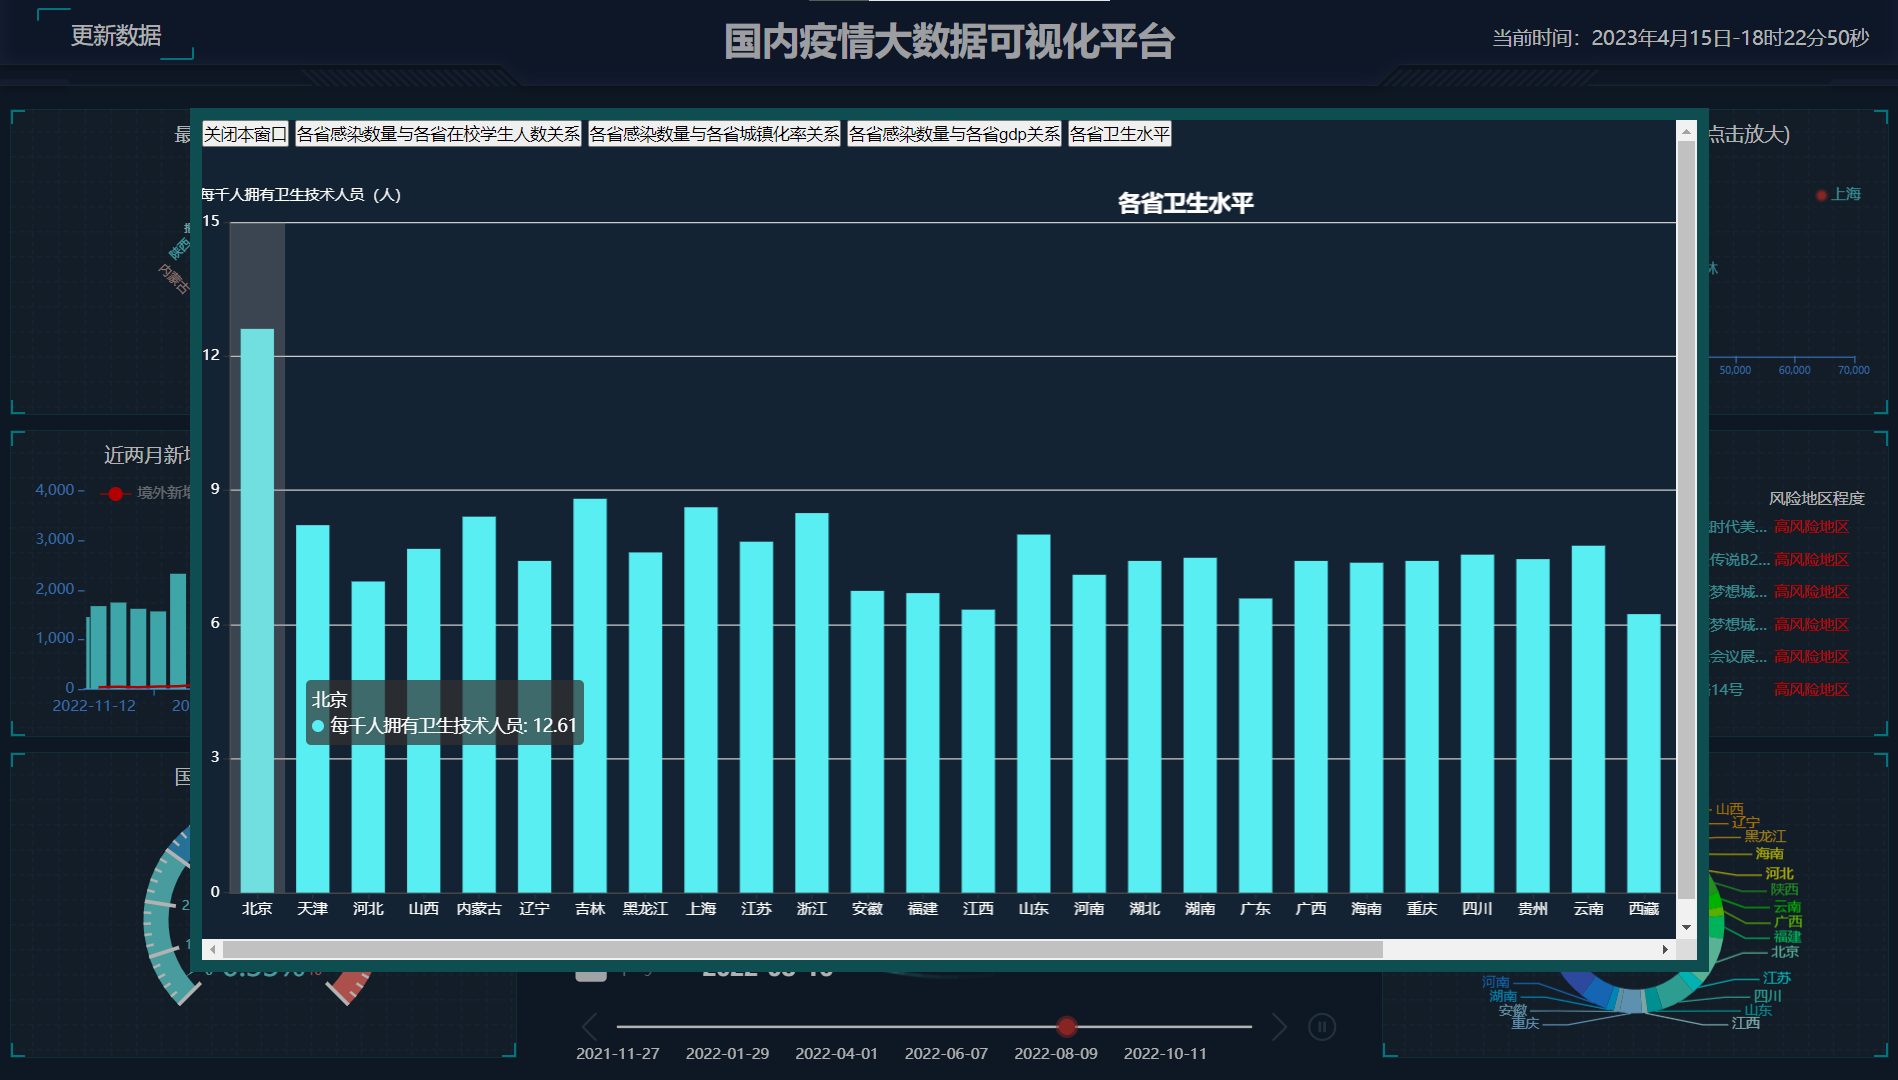 更新数据
国内疫情大数据可视化平台
当前时间：2023年4月15日-18时22分50秒
关闭本窗口 各省感染数量与各省在校学生人数关系 各省感染数量与各省城镇化率关系 各省感染数量与各省gdp关系 各省卫生水平
最
点击放大)
每千人拥有卫生技术人员（人）
各省卫生水平
上海
15
陕西
内蒙古
12
50,000 60,000 70,000
近两月新增
4,000
境外新增
9
风险地区程度
时代美... 高风险地区
3,000
传说B2... 高风险地区
2,000
梦想城... 高风险地区
6
梦想城... 高风险地区
1,000
会议展... 高风险地区
0
14号 高风险地区
2022-11-12 20
北京
每千人拥有卫生技术人员: 12.61
3
国
0
北京 天津 河北 山西 内蒙古 辽宁 吉林 黑龙江 上海 江苏 浙江 安徽 福建 江西 山东 河南 湖北 湖南 广东 广西 海南 重庆 四川 贵州 云南 西藏
山西
辽宁
黑龙江
海南
河北
陕西
云南
广西
福建
北京
江苏
四川
山东
江西
河南
湖南
安徽
重庆
2021-11-27 2022-01-29 2022-04-01 2022-06-07 2022-08-09 2022-10-11